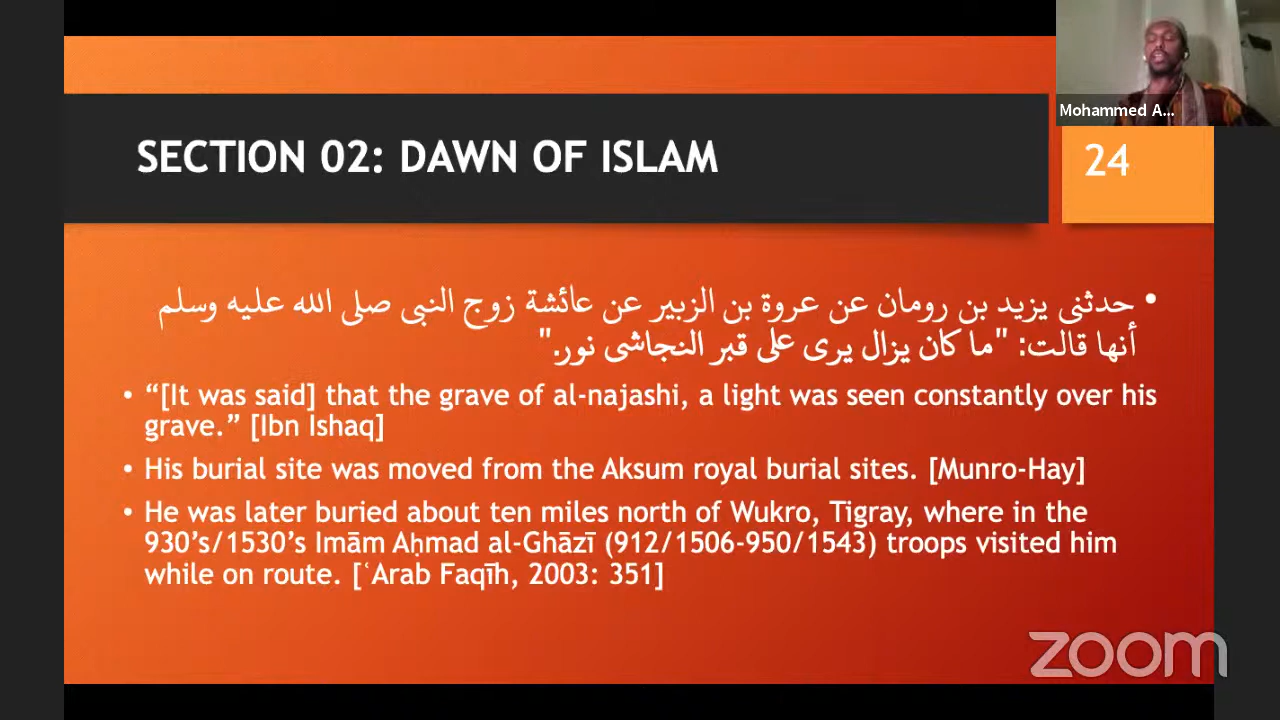 Mohammed A...
SECTION 02: DAWN OF ISLAM
24
• حدثنى يزيد بن رومان عن عروة بن الزبير عن عائشة زوج النبى صلى الله عليه وسلم
أنها قالت: "ما كان يزال يرى على قبر النجاشى نور."
• “[It was said] that the grave of al-najashi, a light was seen constantly over his
grave.” [Ibn Ishaq]
• His burial site was moved from the Aksum royal burial sites. [Munro-Hay]
• He was later buried about ten miles north of Wukro, Tigray, where in the
930’s/1530’s Imām Aḥmad al-Ghāzī (912/1506-950/1543) troops visited him
while on route. [ʿArab Faqīh, 2003: 351]
zoom